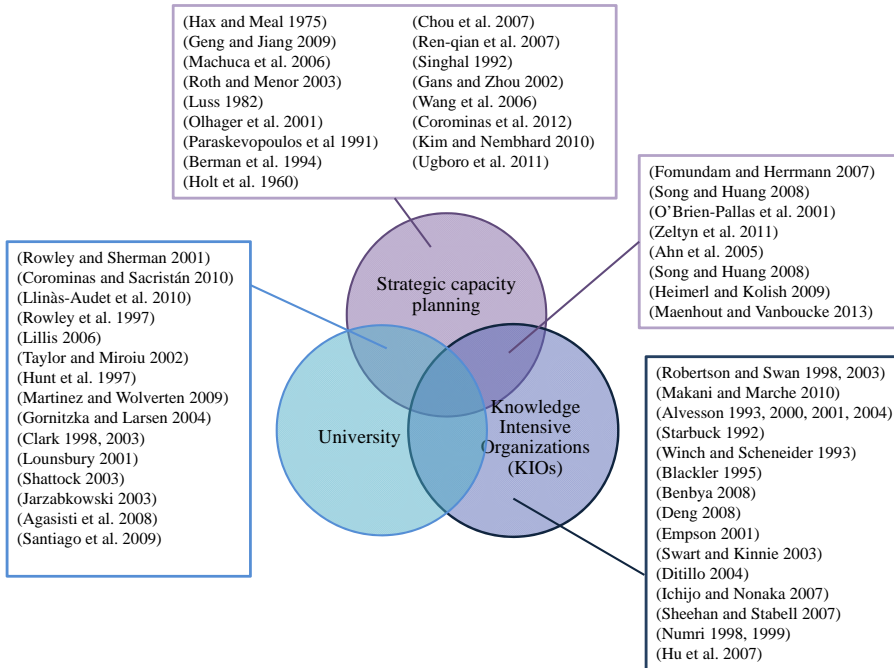 (Hax and Meal 1975)
(Geng and Jiang 2009)
(Machuca et al. 2006)
(Roth and Menor 2003)
(Luss 1982)
(Olhager et al. 2001)
(Paraskevopoulos et al 1991)
(Berman et al. 1994)
(Holt et al. 1960)
(Chou et al. 2007)
(Ren-qian et al. 2007)
(Singhal 1992)
(Gans and Zhou 2002)
(Wang et al. 2006)
(Corominas et al. 2012)
(Kim and Nembhard 2010)
(Ugboro et al. 2011)
(Fomundam and Herrmann 2007)
(Song and Huang 2008)
(O’Brien-Pallas et al. 2001)
(Zeltyn et al. 2011)
(Ahn et al. 2005)
(Song and Huang 2008)
(Heimerl and Kolish 2009)
(Maenhout and Vanboucke 2013)
(Rowley and Sherman 2001)
(Corominas and Sacristán 2010)
(Llinàs-Audet et al. 2010)
(Rowley et al. 1997)
(Lillis 2006)
(Taylor and Miroiu 2002)
(Hunt et al. 1997)
(Martinez and Wolverten 2009)
(Gornitzka and Larsen 2004)
(Clark 1998, 2003)
(Lounsbury 2001)
(Shattock 2003)
(Jarzabkowski 2003)
(Agasisti et al. 2008)
(Santiago et al. 2009)
Strategic capacity
planning
University
Knowledge
Intensive
Organizations
(KIOs)
(Robertson and Swan 1998, 2003)
(Makani and Marche 2010)
(Alvesson 1993, 2000, 2001, 2004)
(Starbuck 1992)
(Winch and Scheneider 1993)
(Blackler 1995)
(Benbya 2008)
(Deng 2008)
(Empson 2001)
(Swart and Kinnie 2003)
(Ditillo 2004)
(Ichijo and Nonaka 2007)
(Sheehan and Stabell 2007)
(Numri 1998, 1999)
(Hu et al. 2007)